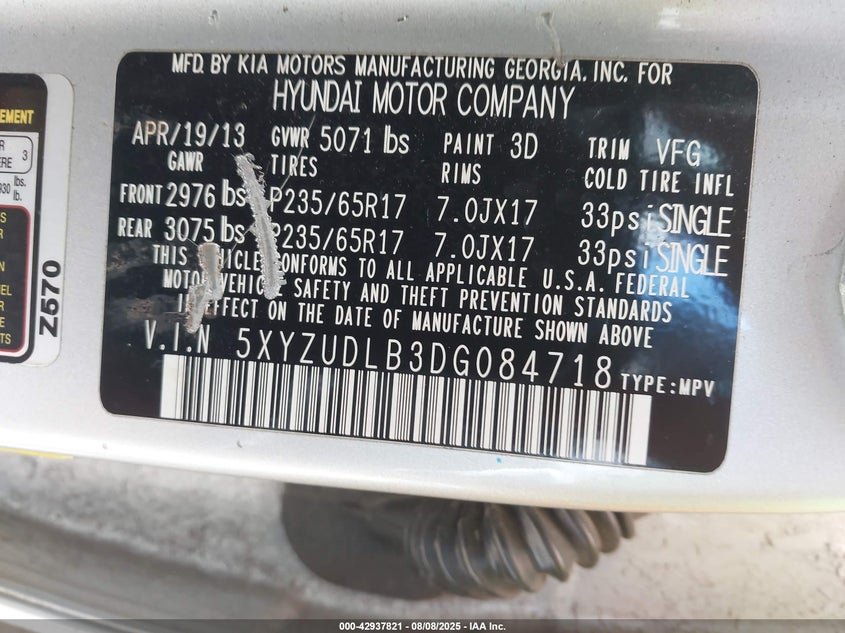 MFD. BY KIA MOTORS MANUFACTURING GEORGIA, INC. FOR
HYUNDAI MOTOR COMPANY
APR/19/13 GVWR 5071 lbs PAINT 3D TRIM VFG
GAWR TIRES RIMS COLD TIRE INFL
FRONT 2976 lbs P235/65R17 7.0JX17 33psi SINGLE
REAR 3075 lbs P235/65R17 7.0JX17 33psi SINGLE
THIS VEHICLE CONFORMS TO ALL APPLICABLE U.S.A. FEDERAL
MOTOR VEHICLE SAFETY AND THEFT PREVENTION STANDARDS
IN EFFECT ON THE DATE OF MANUFACTURE SHOWN ABOVE
V.I.N 5XYZUDLB3DG084718 TYPE:MPV
Z570
3
lbs.
lb.
000-42937821 - 08/08/2025 - IAA Inc.